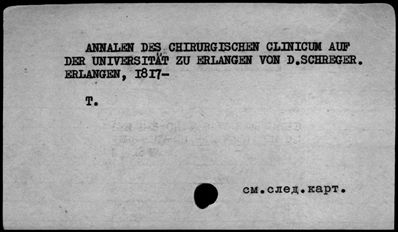 ANNALEN DES CHIRURGISCHEN CLINICUM AUF
DER UNIVERSITÄT ZU ERLANGEN VON D.SCHREGER.
ERLANGEN, 1817-
T.
см.след.карт.